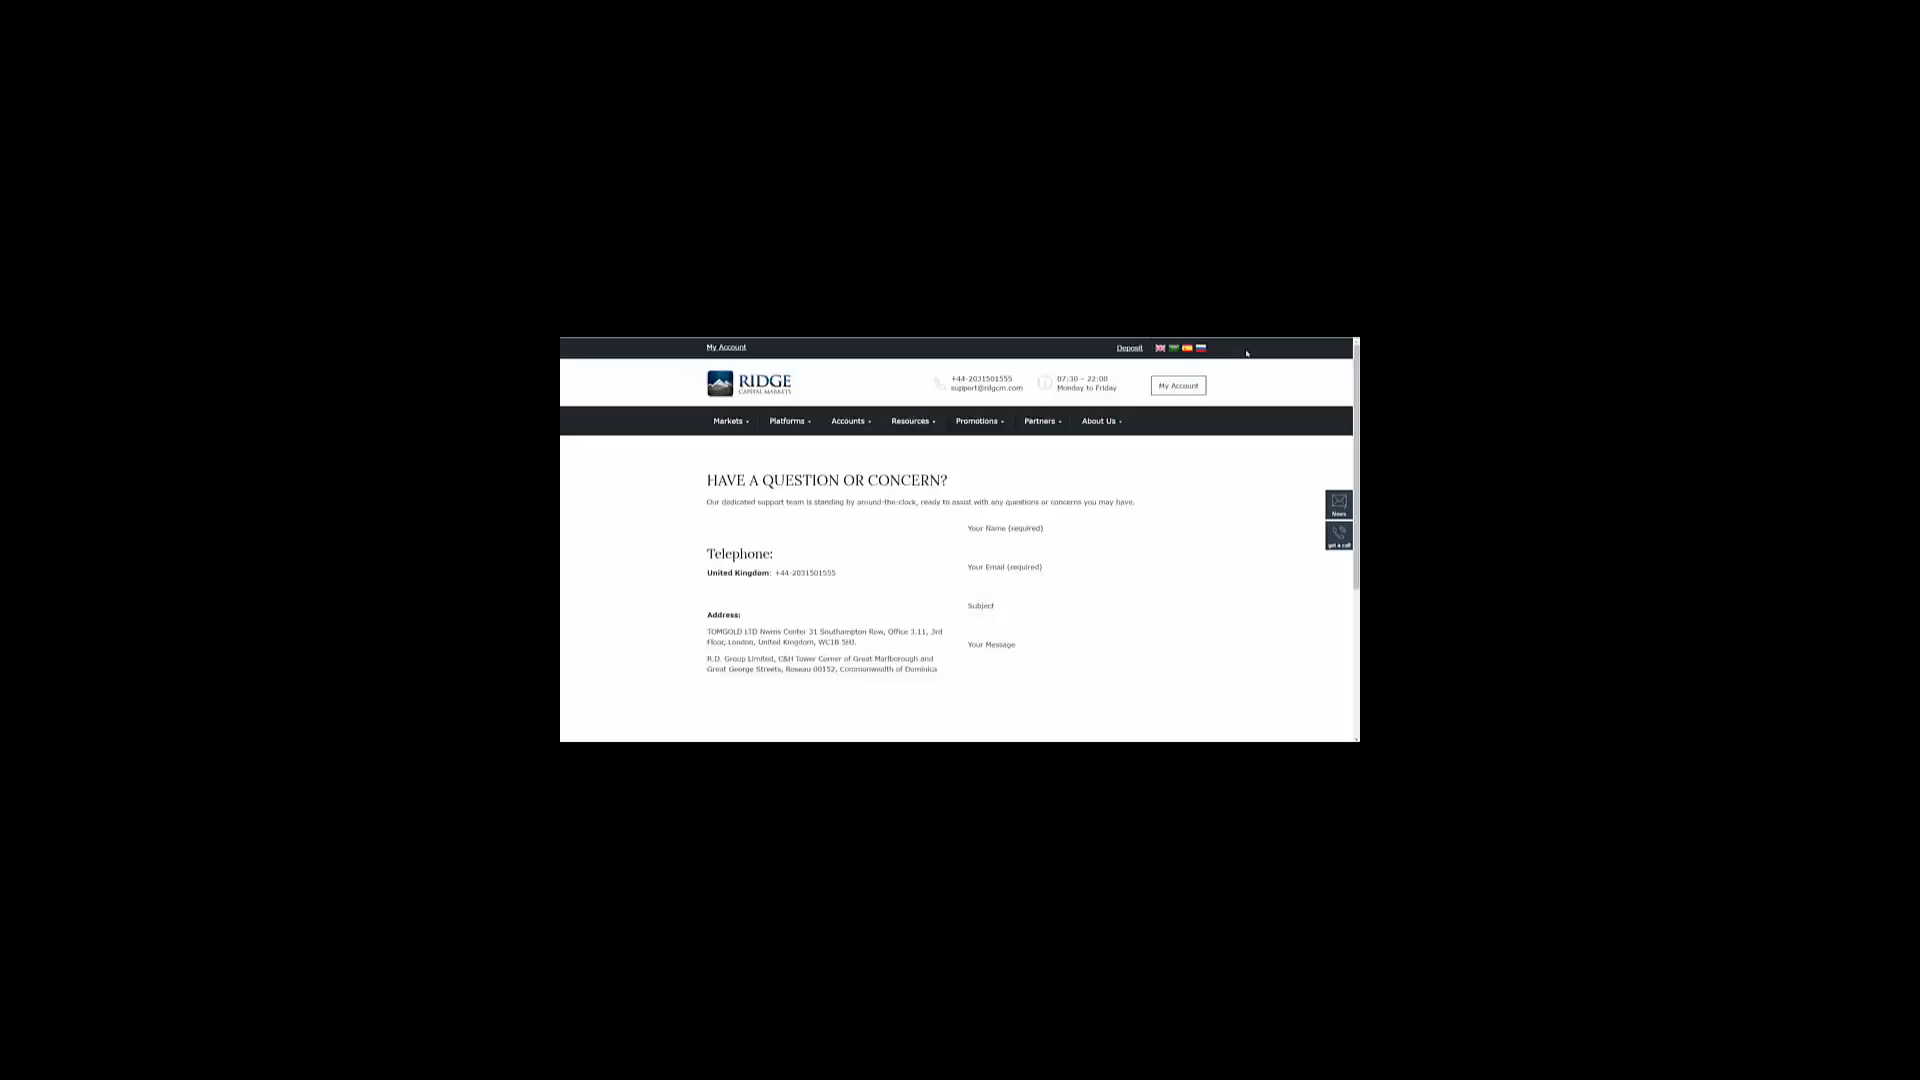 My Account
Deposit
RIDGE
CAPITAL MARKETS
+44-2031501555
support@rdgcm.com
07:30 – 22:00
Monday to Friday
My Account
Markets
Platforms
Accounts
Resources
Promotions
Partners
About Us
HAVE A QUESTION OR CONCERN?
Our dedicated support team is standing by around-the-clock, ready to assist with any questions or concerns you may have.
Your Name (required)
Telephone:
United Kingdom: +44-2031501555
Your Email (required)
Subject
Address:
TOMGOLD LTD Nwms Center 31 Southampton Row, Office 3.11, 3rd
Floor, London, United Kingdom, WC1B 5HJ.
Your Message
R.D. Group Limited, C&H Tower Corner of Great Marlborough and
Great George Streets, Roseau 00152, Commonwealth of Dominica
News
get a call